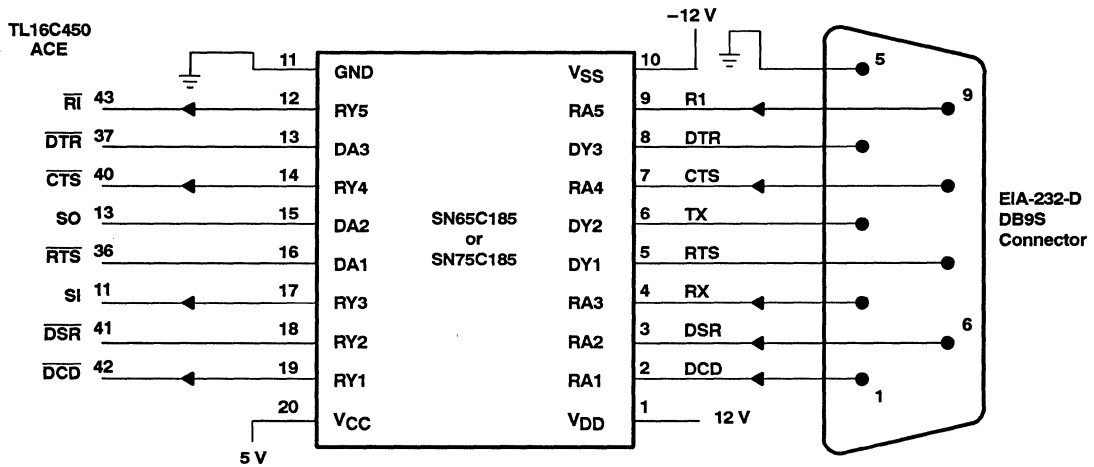 TL16C450
ACE
−12 V
11 GND VSS 10 5
RI 43 12 RY5 RA5 9 R1 9
DTR 37 13 DA3 DY3 8 DTR
CTS 40 14 RY4 RA4 7 CTS
SO 13 15 DA2 DY2 6 TX
RTS 36 16 DA1 DY1 5 RTS
SI 11 17 RY3 RA3 4 RX
DSR 41 18 RY2 RA2 3 DSR 6
DCD 42 19 RY1 RA1 2 DCD 1
20 VCC VDD 1 12 V
5 V
SN65C185
or
SN75C185
EIA-232-D
DB9S
Connector